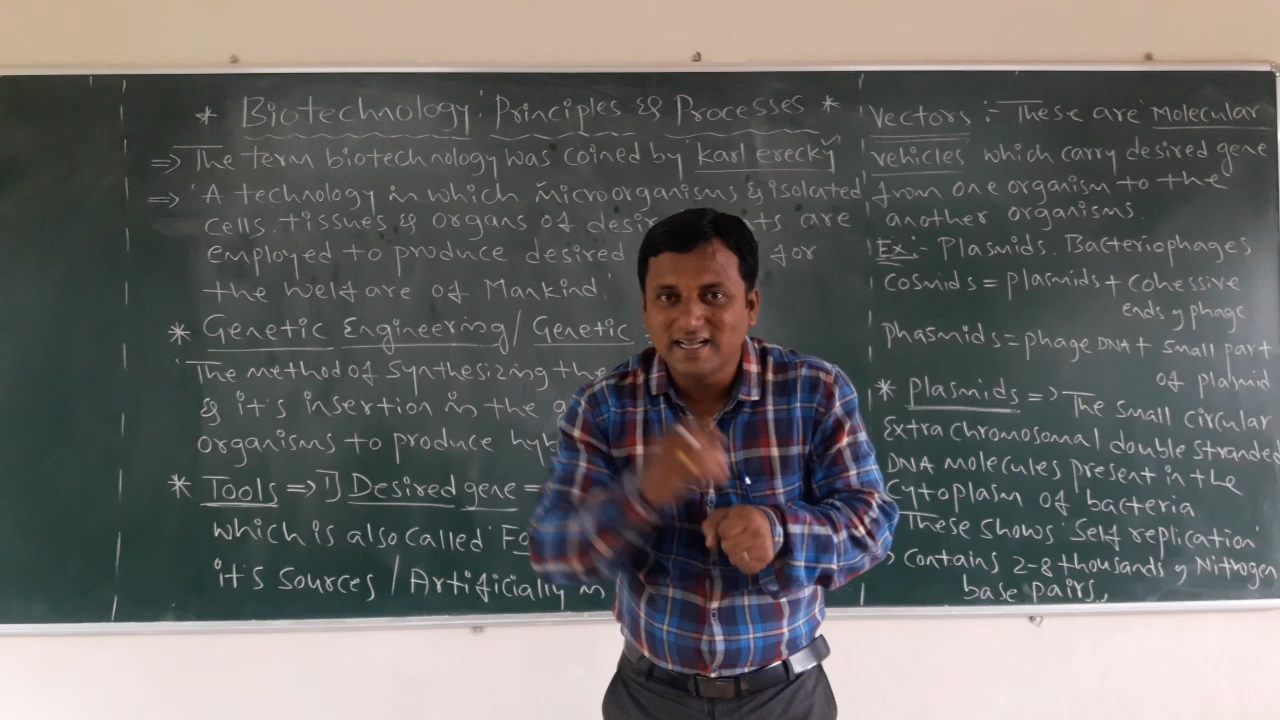 * Biotechnology: Principles & Processes *
=> The term biotechnology was coined by 'Karl erecky'
=> 'A technology in which microorganisms & isolated
cells. tissues & organs of desi ts are
employed to produce desired for
the welfare of Mankind.'
* Genetic Engineering/ Genetic
'The method of synthesizing the
& it's insertion in the
organisms to produce
* Tools => 1] Desired gene =
which is also called
it's sources / Artificially
Vectors :- These are Molecular
vehicles which carry desired gene
from one organism to the
another organisms.
Ex:- Plasmids. Bacteriophages
Cosmids = plaimids + Cohessive
ends y phage
phasmids = phage DNA + small part
of plasmid
* plasmids => The small circular
Extra chromosomal double stranded
DNA molecules present in the
Cytoplasm of bacteria
These shows 'Self replication'
Contains 2-8 thousands y Nitrogen
base pairs.,